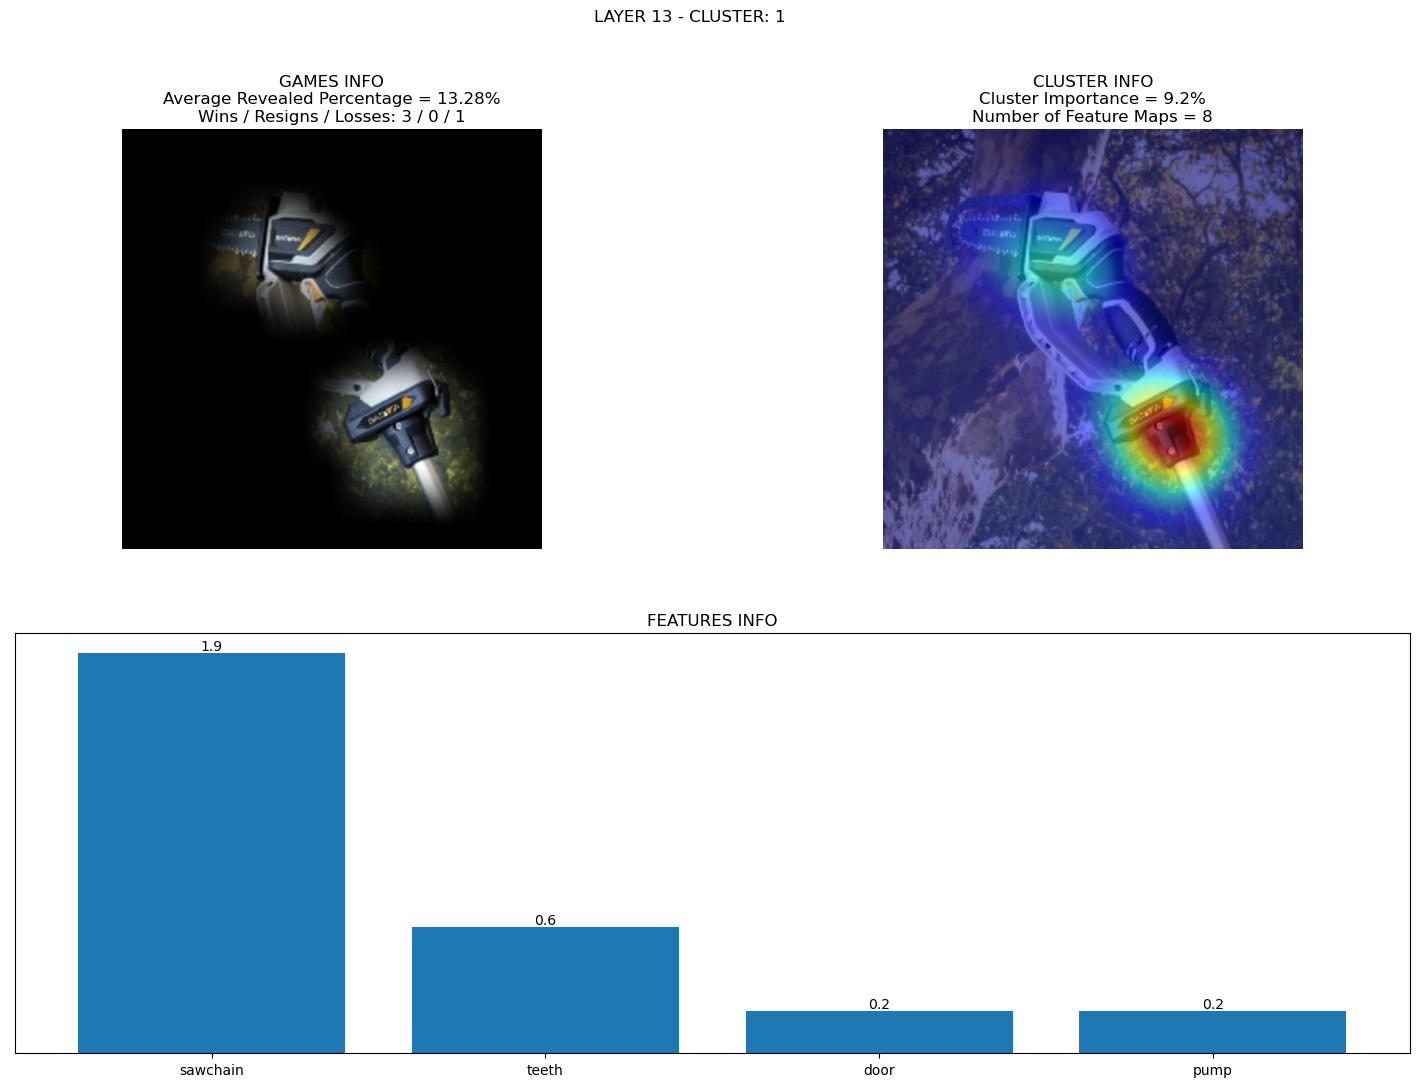 LAYER 13 - CLUSTER: 1
GAMES INFO
Average Revealed Percentage = 13.28%
Wins / Resigns / Losses: 3 / 0 / 1
CLUSTER INFO
Cluster Importance = 9.2%
Number of Feature Maps = 8
FEATURES INFO
1.9
0.6
0.2
0.2
sawchain
teeth
door
pump